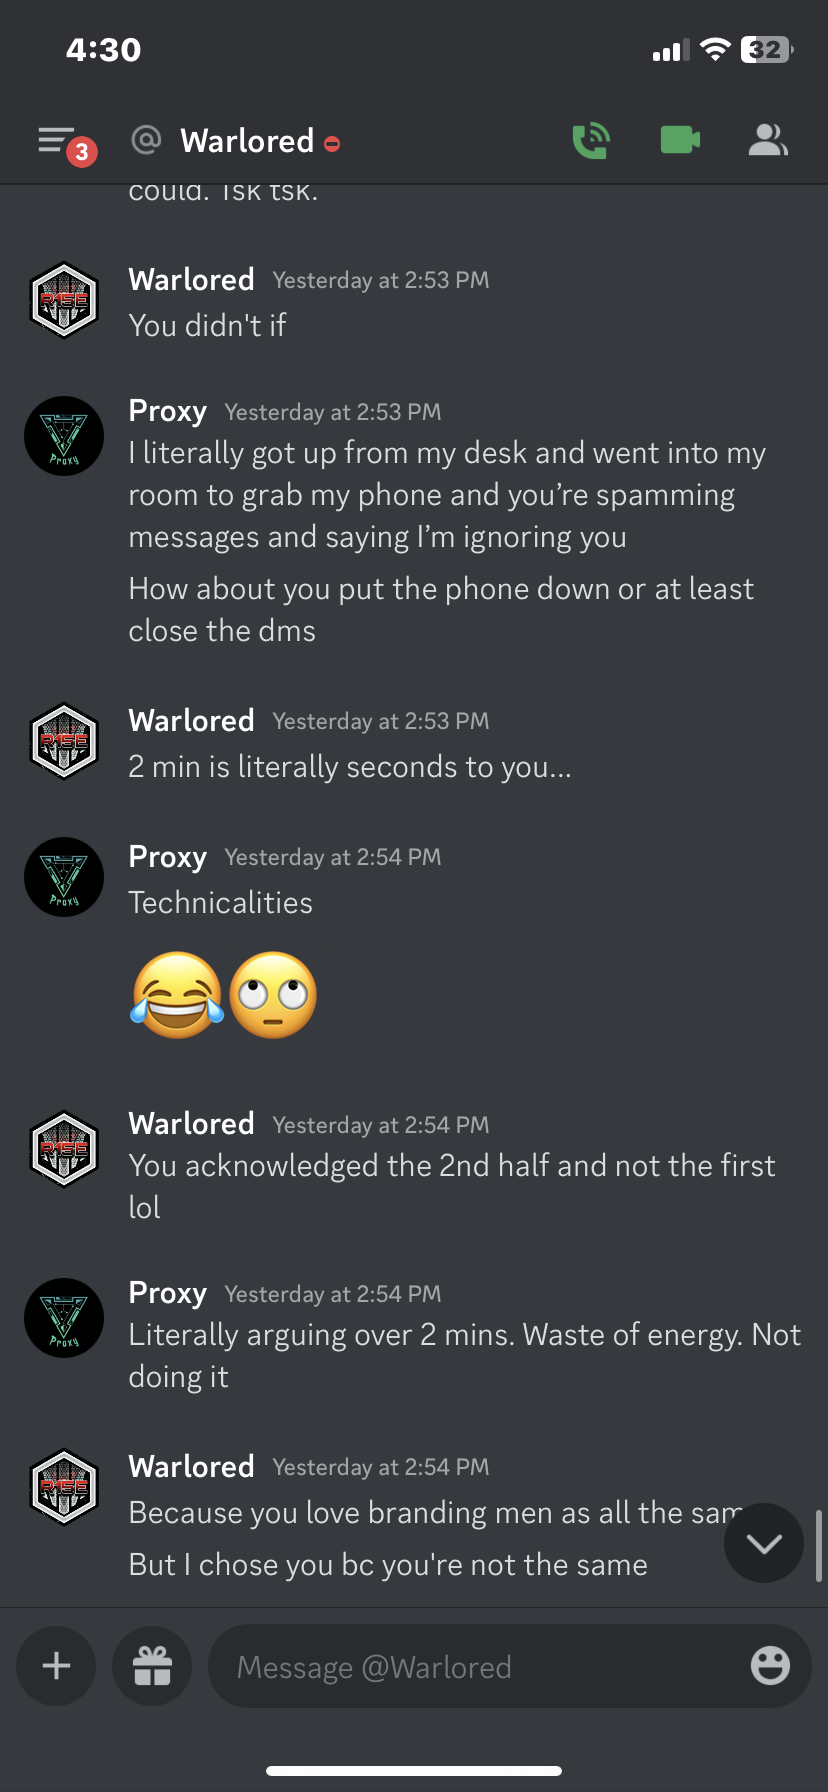 4:30
32
3
Warlored
could. Tsk tsk.
Warlored Yesterday at 2:53 PM
R1SE
You didn't if
Proxy Yesterday at 2:53 PM
I literally got up from my desk and went into my
Proxy
room to grab my phone and you’re spamming
messages and saying I’m ignoring you
How about you put the phone down or at least
close the dms
Warlored Yesterday at 2:53 PM
R1SE
2 min is literally seconds to you...
Proxy Yesterday at 2:54 PM
Proxy
Technicalities
Warlored Yesterday at 2:54 PM
R1SE
You acknowledged the 2nd half and not the first
lol
Proxy Yesterday at 2:54 PM
Literally arguing over 2 mins. Waste of energy. Not
Proxy
doing it
Warlored Yesterday at 2:54 PM
R1SE
Because you love branding men as all the sam
But I chose you bc you're not the same
Message @Warlored